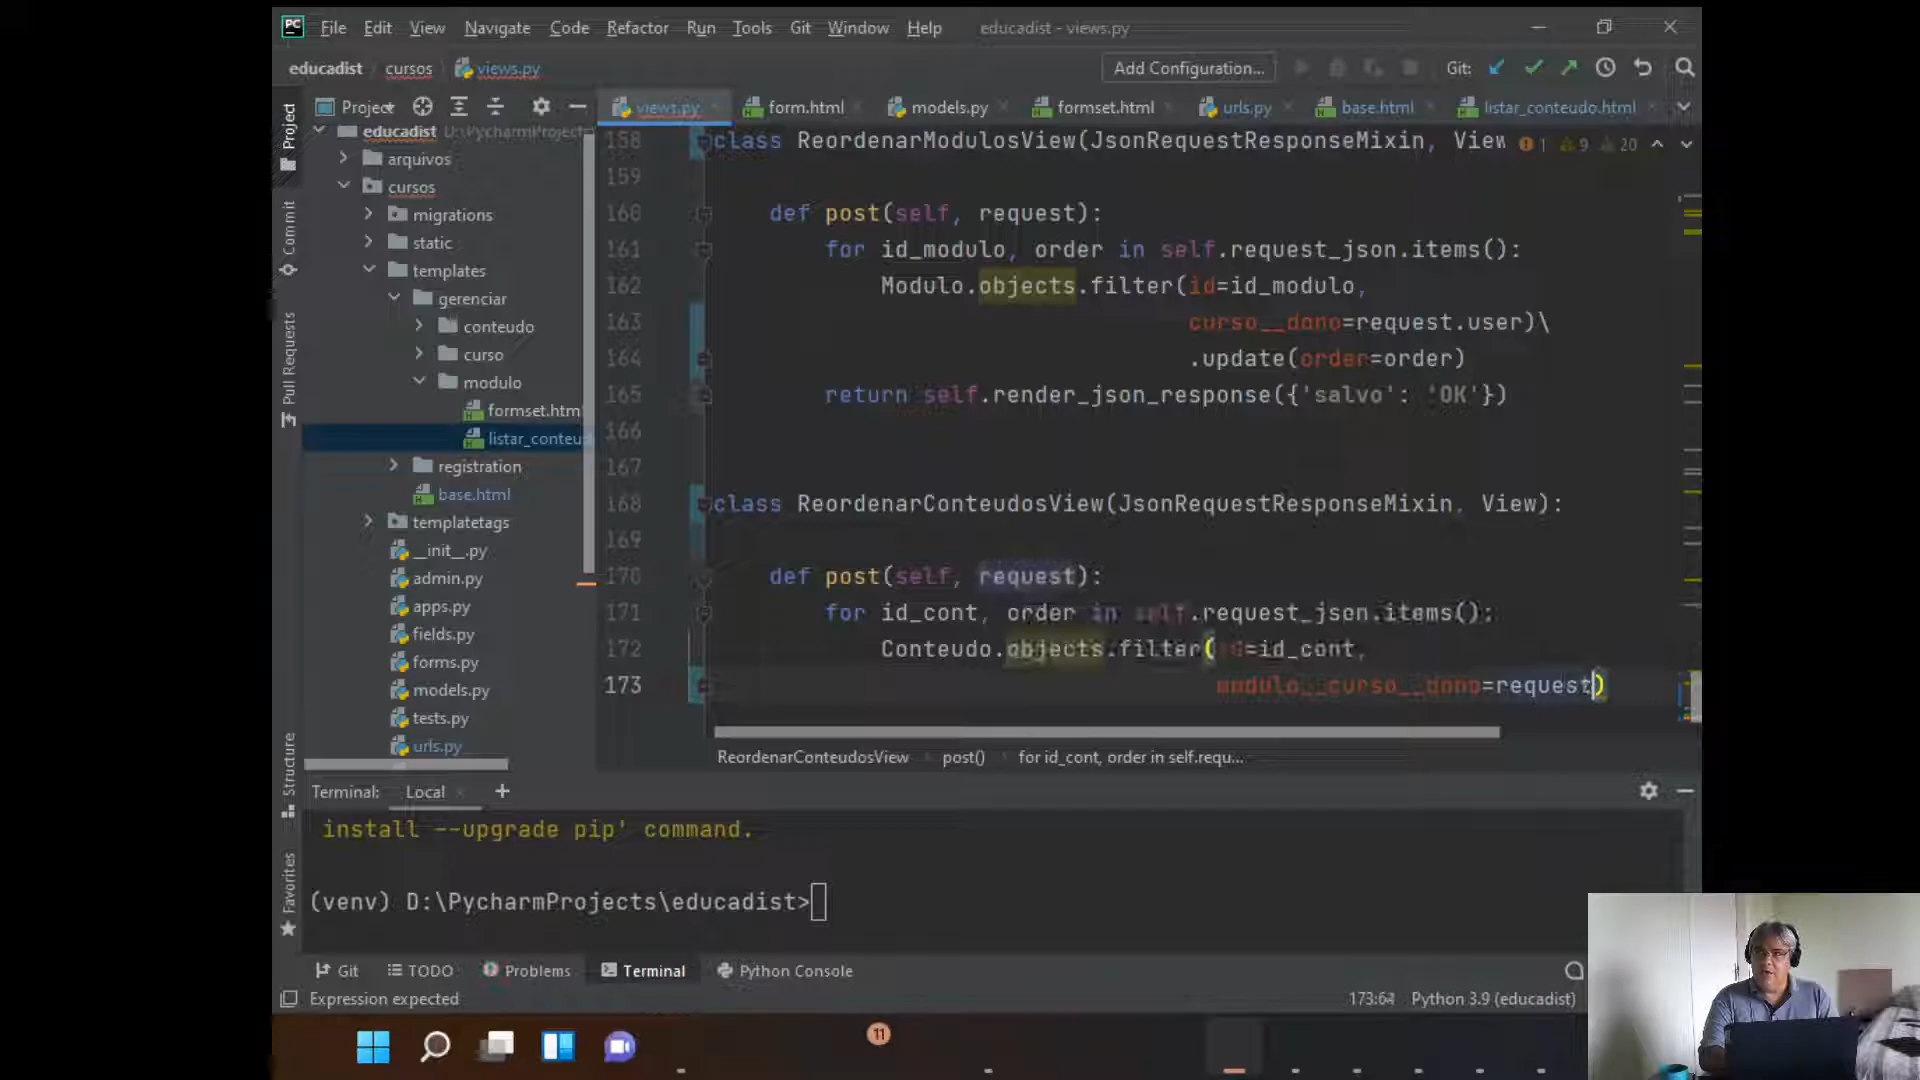 PC File Edit View Navigate Code Refactor Run Tools Git Window Help educadist - views.py
educadist cursos views.py Add Configuration... Git:
Project views.py form.html models.py formset.html urls.py base.html listar_conteudo.html
Project
Commit
Pull Requests
Structure
Favorites
educadist D:\PycharmProject
arquivos
cursos
migrations
static
templates
gerenciar
conteudo
curso
modulo
formset.html
listar_conteud
registration
base.html
templatetags
__init__.py
admin.py
apps.py
fields.py
forms.py
models.py
tests.py
urls.py
1 9 20
158 class ReordenarModulosView(JsonRequestResponseMixin, View
159
160 def post(self, request):
161 for id_modulo, order in self.request_json.items():
162 Modulo.objects.filter(id=id_modulo,
163 curso__dono=request.user)\
164 .update(order=order)
165 return self.render_json_response({'salvo': 'OK'})
166
167
168 class ReordenarConteudosView(JsonRequestResponseMixin, View):
169
170 def post(self, request):
171 for id_cont, order in self.request_json.items():
172 Conteudo.objects.filter(id=id_cont,
173 modulo__curso__dono=request)
ReordenarConteudosView post() for id_cont, order in self.requ...
Terminal: Local +
install --upgrade pip' command.
(venv) D:\PycharmProjects\educadist>
Git TODO Problems Terminal Python Console
Expression expected 173:64 Python 3.9 (educadist)
11